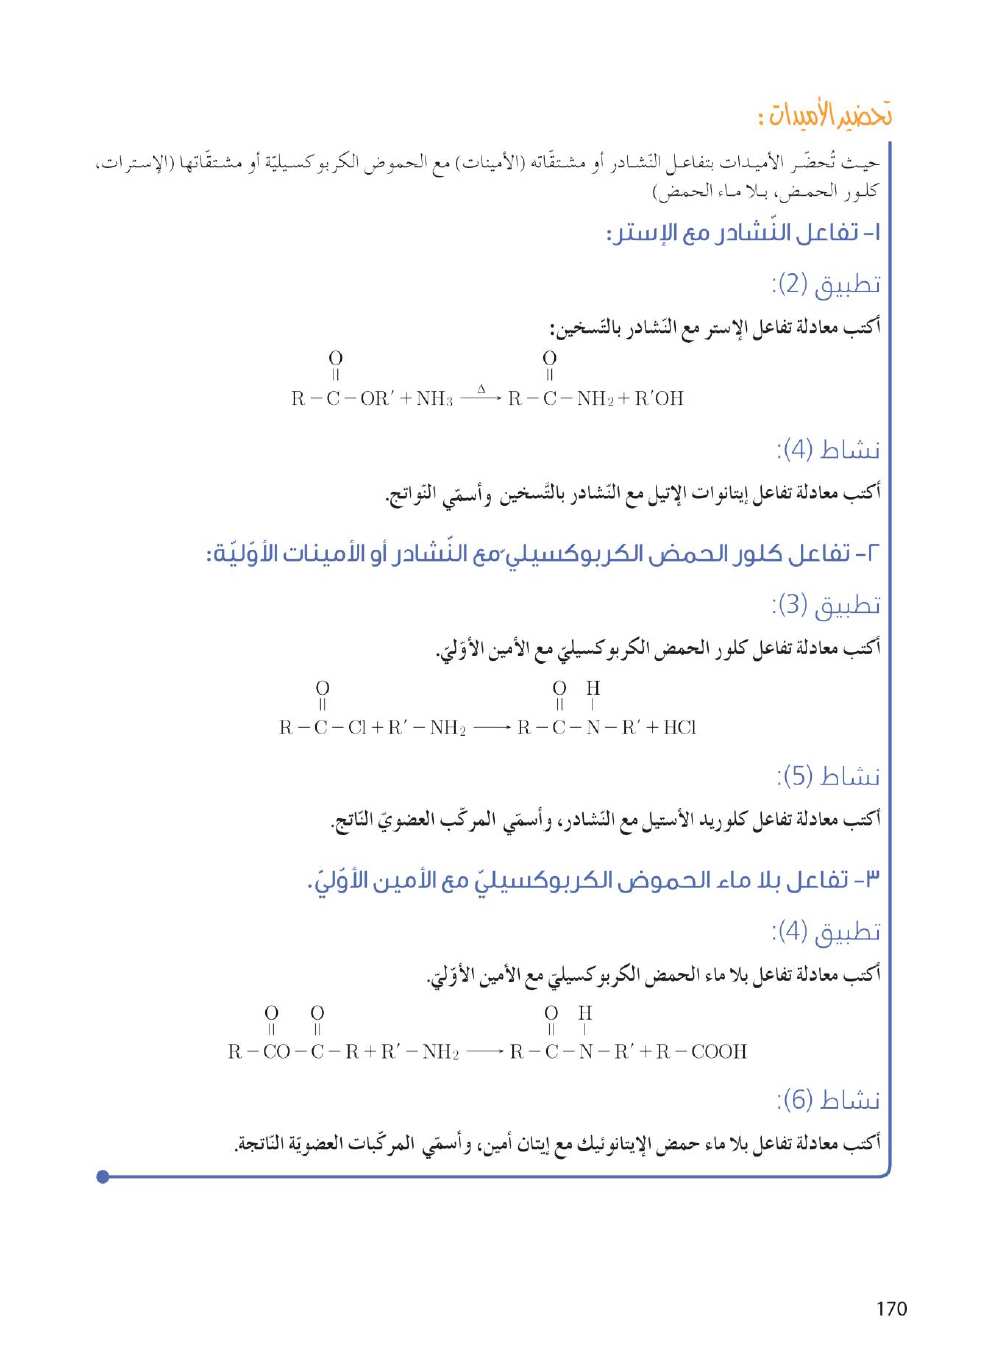 تحضير الأميدات :
حيث تُحضّر الأميدات بتفاعل النّشادر أو مشتقّاته (الأمينات) مع الحموض الكربوكسيليّة أو مشتقّاتها (الإسترات،
كلور الحمض، بلا ماء الحمض)
١- تفاعل النّشادر مع الإستر:
تطبيق (2):
أكتب معادلة تفاعل الإستر مع النّشادر بالتّسخين:
O O
|| ||
R – C – OR′ + NH₃ —Δ→ R – C – NH₂ + R′OH
نشاط (4):
أكتب معادلة تفاعل إيتانوات الإتيل مع النّشادر بالتّسخين وأسمّي النّواتج.
٢- تفاعل كلور الحمض الكربوكسيلي مع النّشادر أو الأمينات الأوّليّة:
تطبيق (3):
أكتب معادلة تفاعل كلور الحمض الكربوكسيليّ مع الأمين الأوّليّ.
O O H
|| || |
R – C – Cl + R′ – NH₂ ⟶ R – C – N – R′ + HCl
نشاط (5):
أكتب معادلة تفاعل كلوريد الأستيل مع النّشادر، وأسمّي المركّب العضويّ النّاتج.
٣- تفاعل بلا ماء الحموض الكربوكسيليّ مع الأمين الأوّليّ.
تطبيق (4):
أكتب معادلة تفاعل بلا ماء الحمض الكربوكسيليّ مع الأمين الأوّليّ.
O O O H
|| || || |
R – CO – C – R + R′ – NH₂ ⟶ R – C – N – R′ + R – COOH
نشاط (6):
أكتب معادلة تفاعل بلا ماء حمض الإيتانوئيك مع إيتان أمين، وأسمّي المركّبات العضويّة النّاتجة.
170